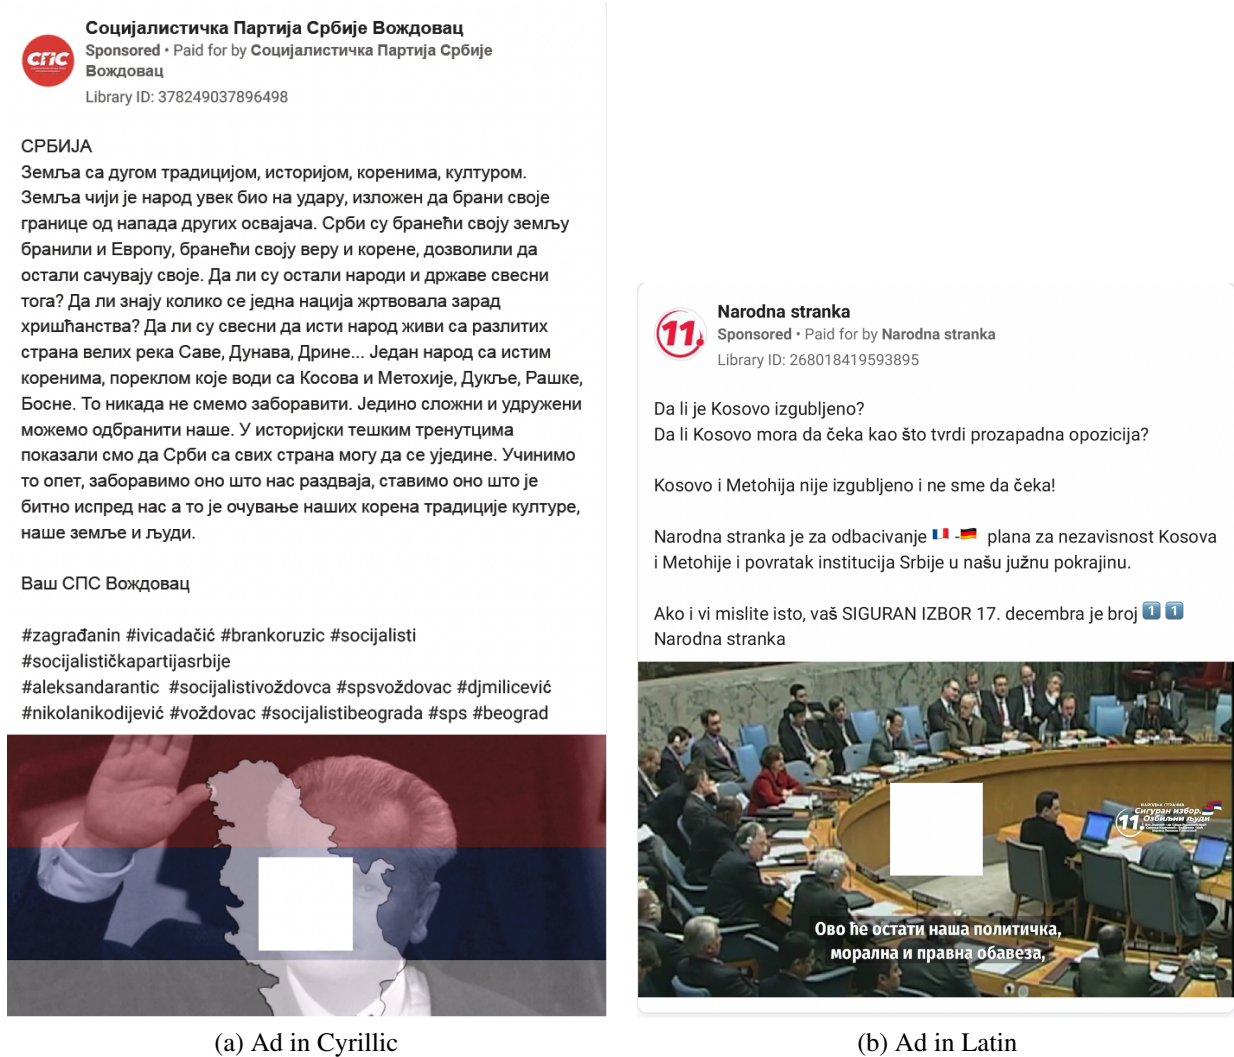 Социјалистичка Партија Србије Вождовац
Sponsored • Paid for by Социјалистичка Партија Србије
Вождовац
Library ID: 378249037896498
СПС
СРБИЈА
Земља са дугом традицијом, историјом, коренима, културом.
Земља чији је народ увек био на удару, изложен да брани своје
границе од напада других освајача. Срби су бранећи своју земљу
бранили и Европу, бранећи своју веру и корене, дозволили да
остали сачувају своје. Да ли су остали народи и државе свесни
тога? Да ли знају колико се једна нација жртвовала зарад
хришћанства? Да ли су свесни да исти народ живи са разлитих
страна велих река Саве, Дунава, Дрине... Један народ са истим
коренима, пореклом које води са Косова и Метохије, Дукље, Рашке,
Босне. То никада не смемо заборавити. Једино сложни и удружени
можемо одбранити наше. У историјски тешким тренутцима
показали смо да Срби са свих страна могу да се уједине. Учинимо
то опет, заборавимо оно што нас раздваја, ставимо оно што је
битно испред нас а то је очување наших корена традиције културе,
наше земље и људи.
Ваш СПС Вождовац
#zagrađanin #ivicadačić #brankoruzic #socijalisti
#socijalističkapartijasrbije
#aleksandarantic #socijalistivoždovca #spsvoždovac #djmilicević
#nikolanikodijević #voždovac #socijalistibeograda #sps #beograd
(a) Ad in Cyrillic
11.
Narodna stranka
Sponsored • Paid for by Narodna stranka
Library ID: 268018419593895
Da li je Kosovo izgubljeno?
Da li Kosovo mora da čeka kao što tvrdi prozapadna opozicija?
Kosovo i Metohija nije izgubljeno i ne sme da čeka!
Narodna stranka je za odbacivanje 🇫🇷 -🇩🇪 plana za nezavisnost Kosova
i Metohije i povratak institucija Srbije u našu južnu pokrajinu.
Ako i vi mislite isto, vaš SIGURAN IZBOR 17. decembra je broj 1️⃣ 1️⃣
Narodna stranka
НАРОДНА СТРАНКА
Сигуран избор.
11. Озбиљни људи
Ово ће остати наша политичка,
морална и правна обавеза,
(b) Ad in Latin